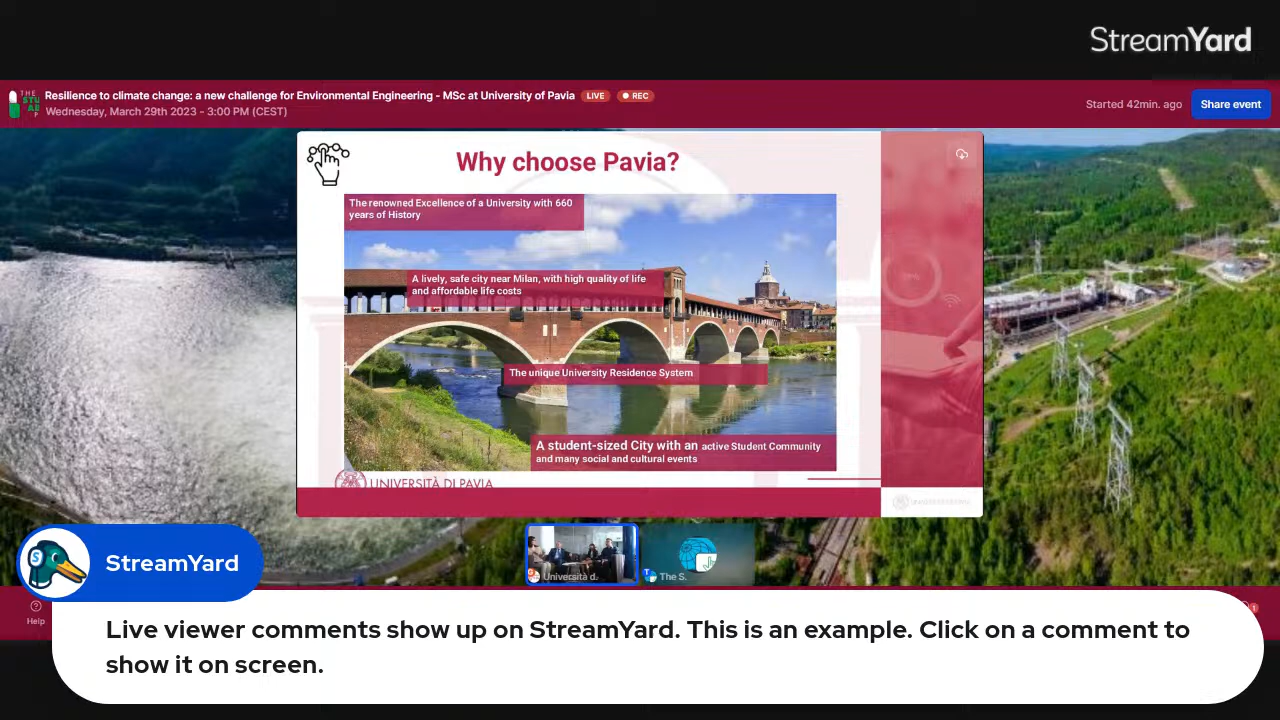 StreamYard
Resilience to climate change: a new challenge for Environmental Engineering - MSc at University of Pavia LIVE REC
Wednesday, March 29th 2023 - 3:00 PM (CEST)
Started 42min. ago
Share event
Why choose Pavia?
The renowned Excellence of a University with 660
years of History
A lively, safe city near Milan, with high quality of life
and affordable life costs
The unique University Residence System
A student-sized City with an active Student Community
and many social and cultural events
UNIVERSITÀ DI PAVIA
Università d.
The S.
StreamYard
Help
Live viewer comments show up on StreamYard. This is an example. Click on a comment to
show it on screen.